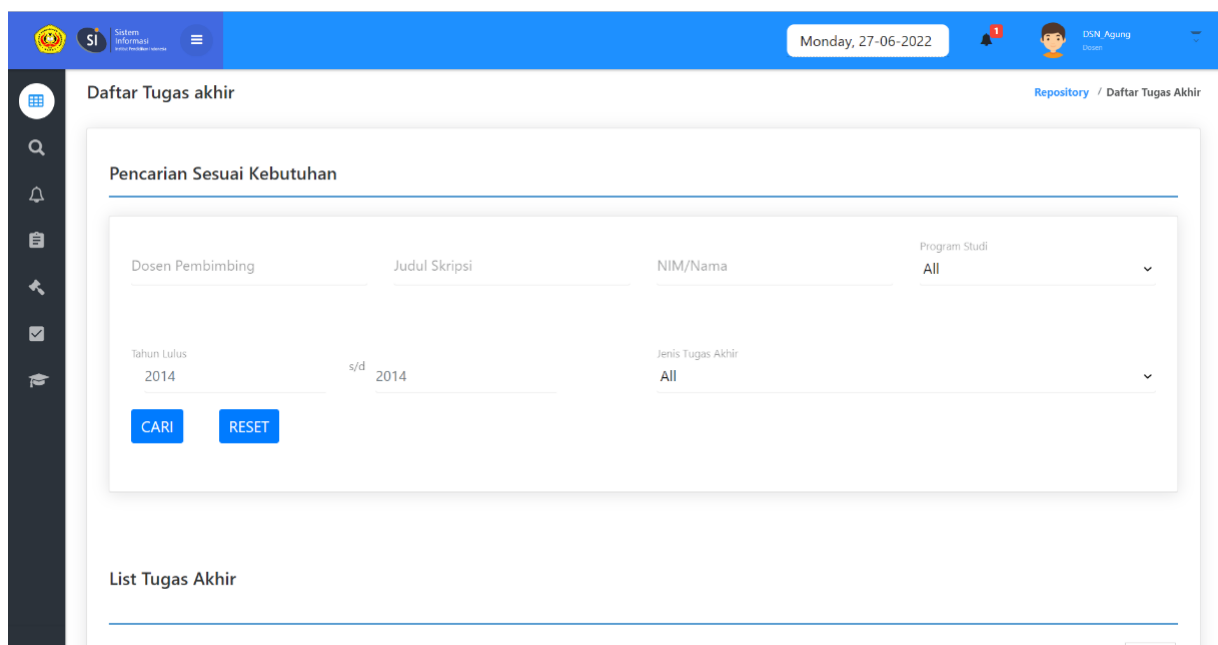 Si
Sistem
Informasi
Monday, 27-06-2022
1
DSN_Agung
Dosen
Daftar Tugas akhir
Repository / Daftar Tugas Akhir
Pencarian Sesuai Kebutuhan
Dosen Pembimbing
Judul Skripsi
NIM/Nama
Program Studi
All
Tahun Lulus
2014
s/d
2014
Jenis Tugas Akhir
All
CARI
RESET
List Tugas Akhir